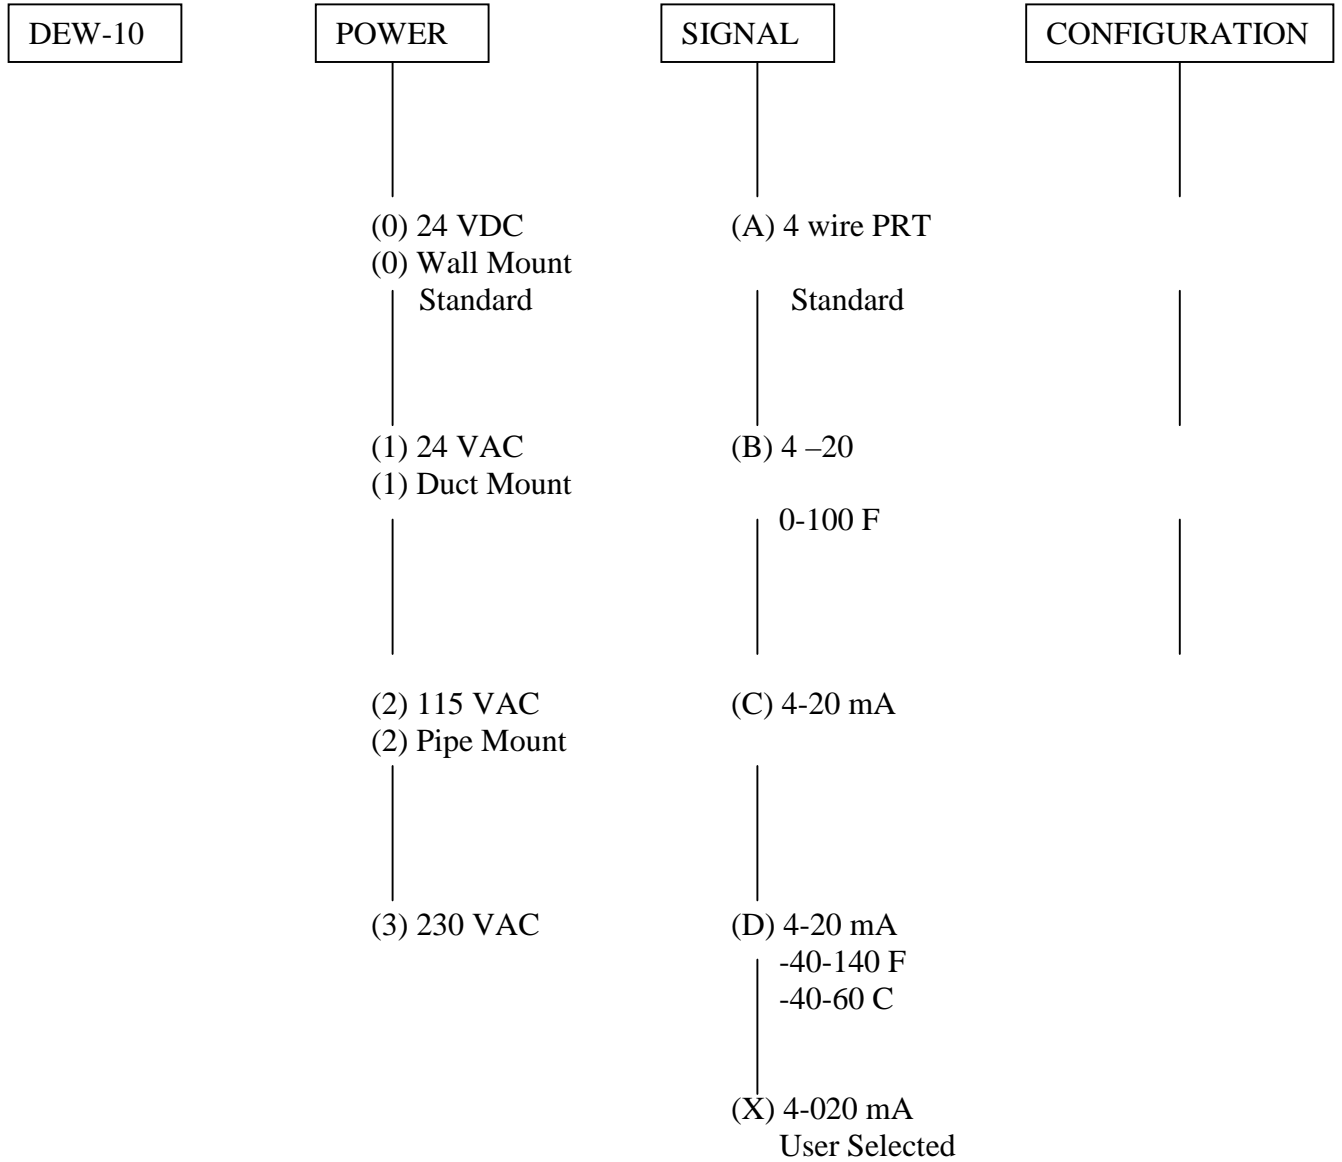 DEW-10
POWER
SIGNAL
CONFIGURATION
(0) 24 VDC
(A) 4 wire PRT
(0) Wall Mount
Standard
Standard
(1) 24 VAC
(B) 4 –20
(1) Duct Mount
0-100 F
(2) 115 VAC
(C) 4-20 mA
(2) Pipe Mount
(3) 230 VAC
(D) 4-20 mA
-40-140 F
-40-60 C
(X) 4-020 mA
User Selected